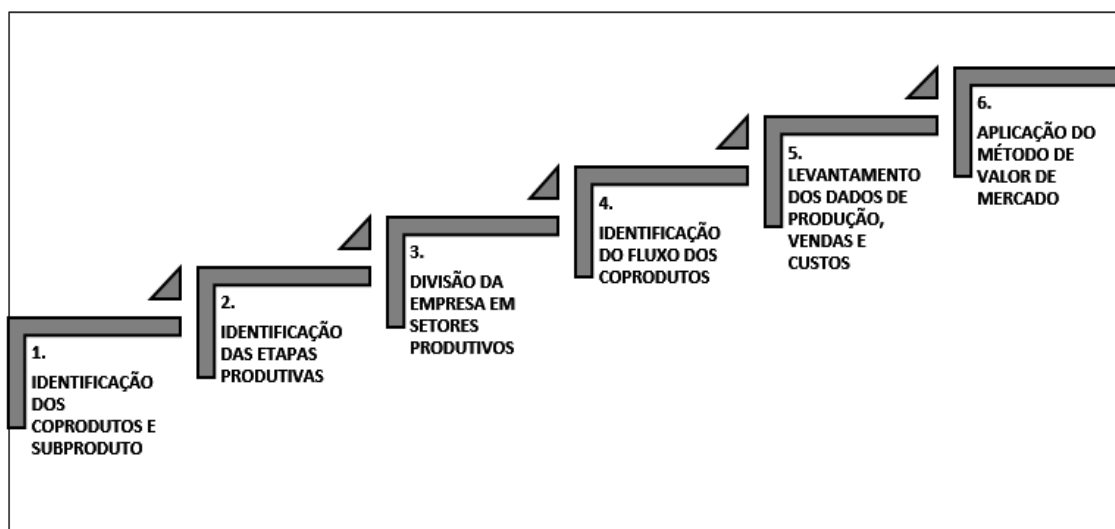 1.
IDENTIFICAÇÃO
DOS
COPRODUTOS E
SUBPRODUTO
2.
IDENTIFICAÇÃO
DAS ETAPAS
PRODUTIVAS
3.
DIVISÃO DA
EMPRESA EM
SETORES
PRODUTIVOS
4.
IDENTIFICAÇÃO
DO FLUXO DOS
COPRODUTOS
5.
LEVANTAMENTO
DOS DADOS DE
PRODUÇÃO,
VENDAS E
CUSTOS
6.
APLICAÇÃO DO
MÉTODO DE
VALOR DE
MERCADO